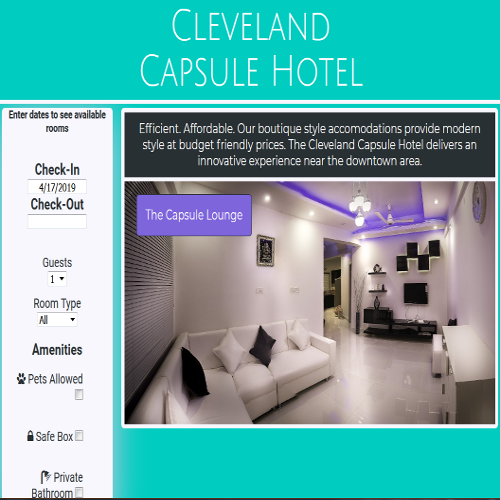 Cleveland
Capsule Hotel
Enter dates to see available
rooms
Check-In
4/17/2019
Check-Out
Guests
1
Room Type
All
Amenities
Pets Allowed
Safe Box
Private
Bathroom
Efficient. Affordable. Our boutique style accomodations provide modern
style at budget friendly prices. The Cleveland Capsule Hotel delivers an
innovative experience near the downtown area.
The Capsule Lounge